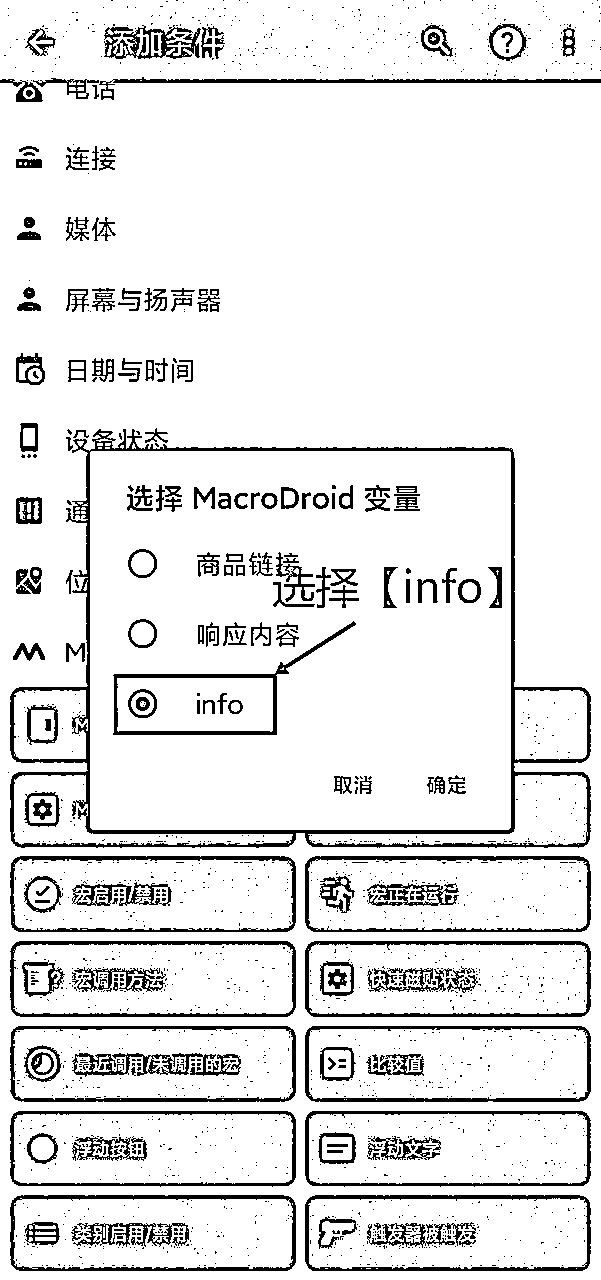 添加条件
电话
连接
媒体
屏幕与扬声器
日期与时间
设备状态
通
位
M
选择 MacroDroid 变量
商品链接
选择【info】
响应内容
info
取消
确定
宏启用/禁用
宏正在运行
宏调用方法
快速磁贴状态
最近调用/未调用的宏
比较值
浮动按钮
浮动文字
类别启用/禁用
触发器被触发